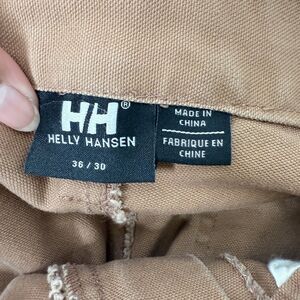 HH®
HELLY HANSEN
36 / 30
MADE IN
CHINA
FABRIQUE EN
CHINE